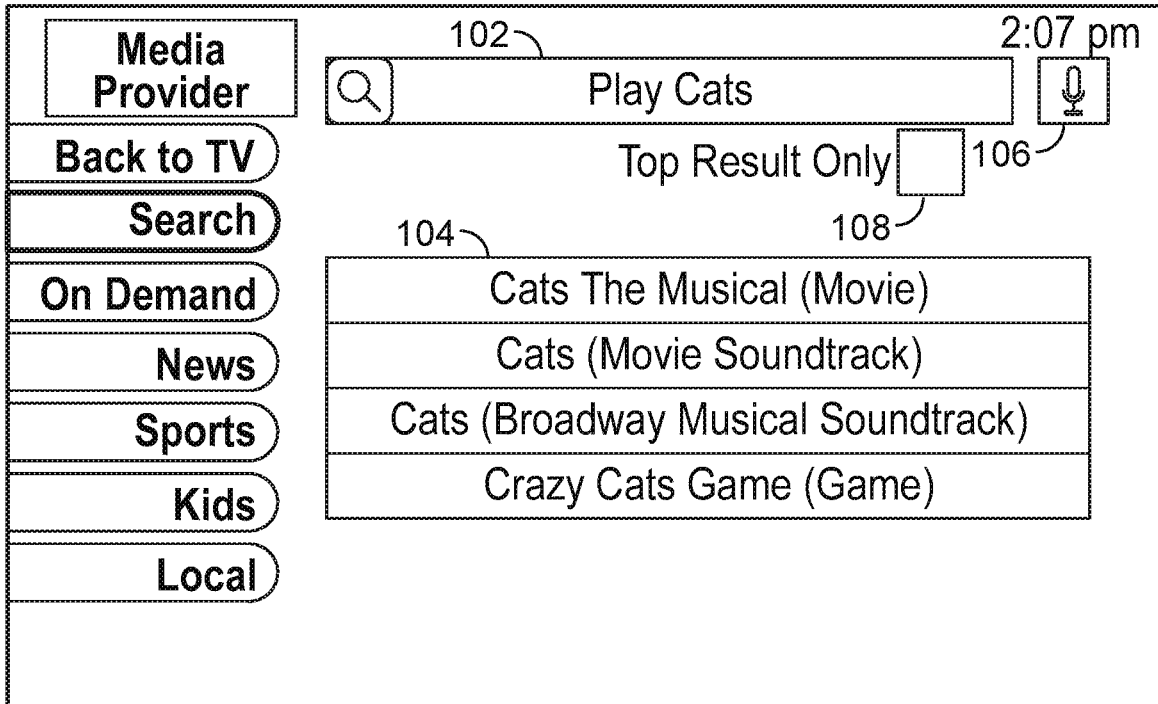 Media
Provider
102
2:07 pm
Play Cats
106
Back to TV
Top Result Only
108
Search
104
On Demand
Cats The Musical (Movie)
News
Cats (Movie Soundtrack)
Sports
Cats (Broadway Musical Soundtrack)
Kids
Crazy Cats Game (Game)
Local